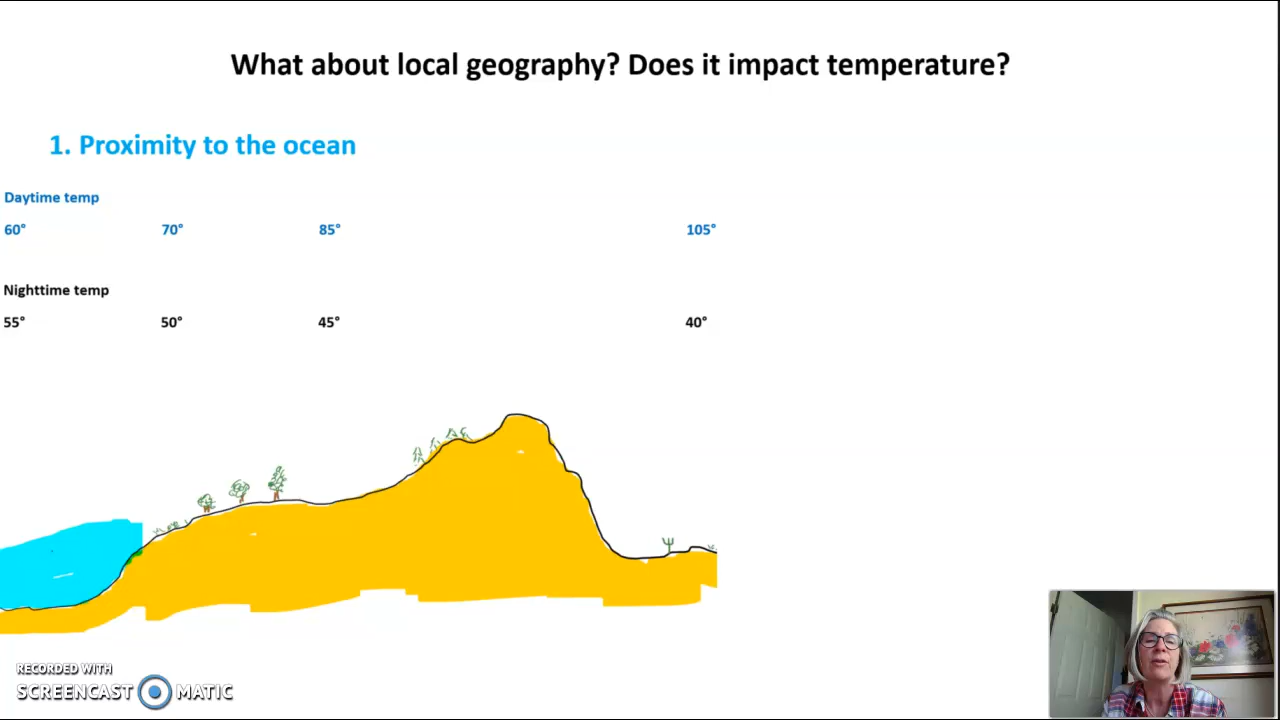 What about local geography? Does it impact temperature?
1. Proximity to the ocean
Daytime temp
60° 70° 85° 105°
Nighttime temp
55° 50° 45° 40°
RECORDED WITH
SCREENCAST MATIC